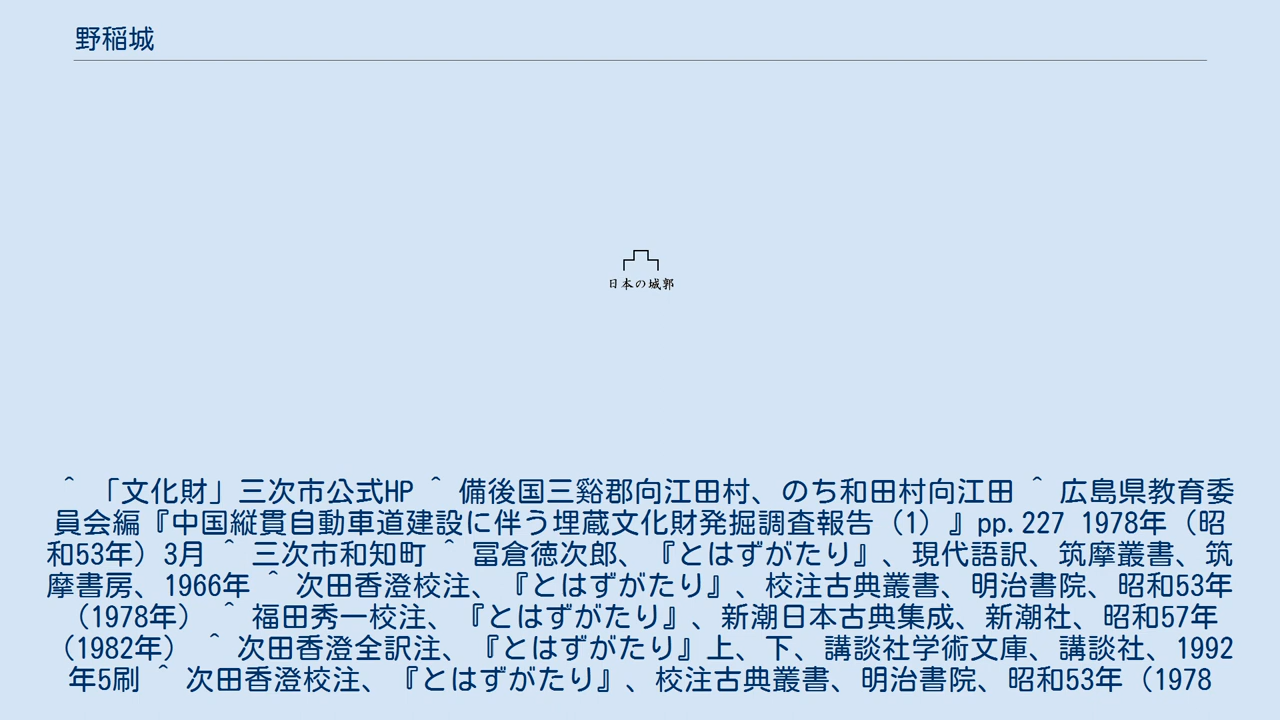 野稲城
日本の城郭
^ 「文化財」三次市公式HP ^ 備後国三谿郡向江田村、のち和田村向江田 ^ 広島県教育委
員会編『中国縦貫自動車道建設に伴う埋蔵文化財発掘調査報告（1）』pp.227 1978年（昭
和53年）3月 ^ 三次市和知町 ^ 冨倉徳次郎、『とはずがたり』、現代語訳、筑摩叢書、筑
摩書房、1966年 ^ 次田香澄校注、『とはずがたり』、校注古典叢書、明治書院、昭和53年
（1978年） ^ 福田秀一校注、『とはずがたり』、新潮日本古典集成、新潮社、昭和57年
（1982年） ^ 次田香澄全訳注、『とはずがたり』上、下、講談社学術文庫、講談社、1992
年5刷 ^ 次田香澄校注、『とはずがたり』、校注古典叢書、明治書院、昭和53年（1978